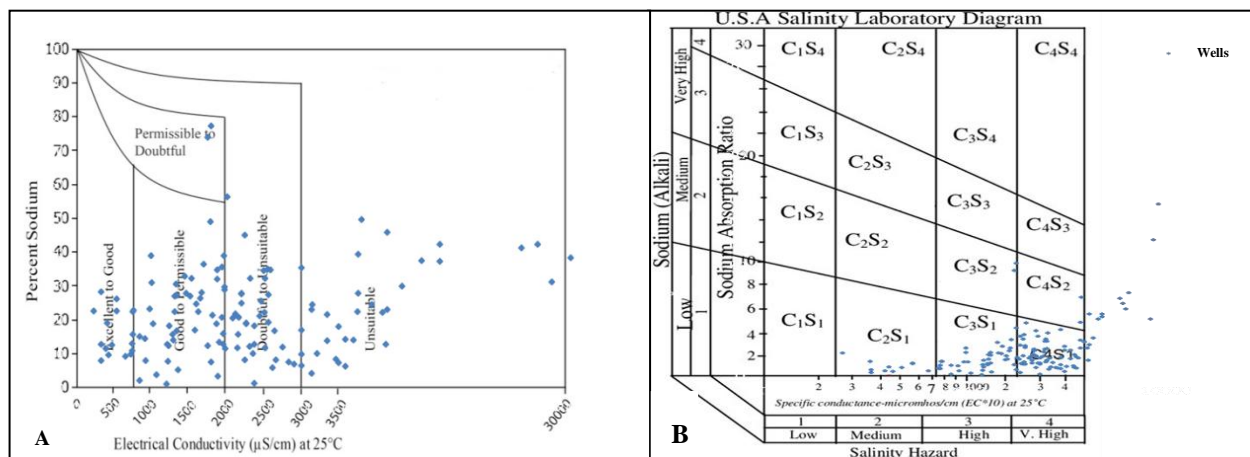 100
90
80
70
60
50
40
30
20
10
0
Percent Sodium
Permissible to
Doubtful
Excellent to Good
Good to Permissible
Doubtful to Unsuitable
Unsuitable
0
500
1000
1500
2000
2500
3000
3500
30000
Electrical Conductivity (µS/cm) at 25°C
A
U.S.A Salinity Laboratory Diagram
Sodium (Alkali)
Very High
Medium
Low
4
3
2
1
Sodium Absorption Ratio
30
20
10
8
6
4
2
C1S4
C2S4
C4S4
C1S3
C2S3
C3S4
C3S3
C4S3
C1S2
C2S2
C3S2
C4S2
C1S1
C2S1
C3S1
C4S1
2 3 4 5 6 7 8 9 1000 2 3 4
Specific conductance-micromhos/cm (EC*10) at 25°C
1 2 3 4
Low Medium High V. High
Salinity Hazard
B
Wells